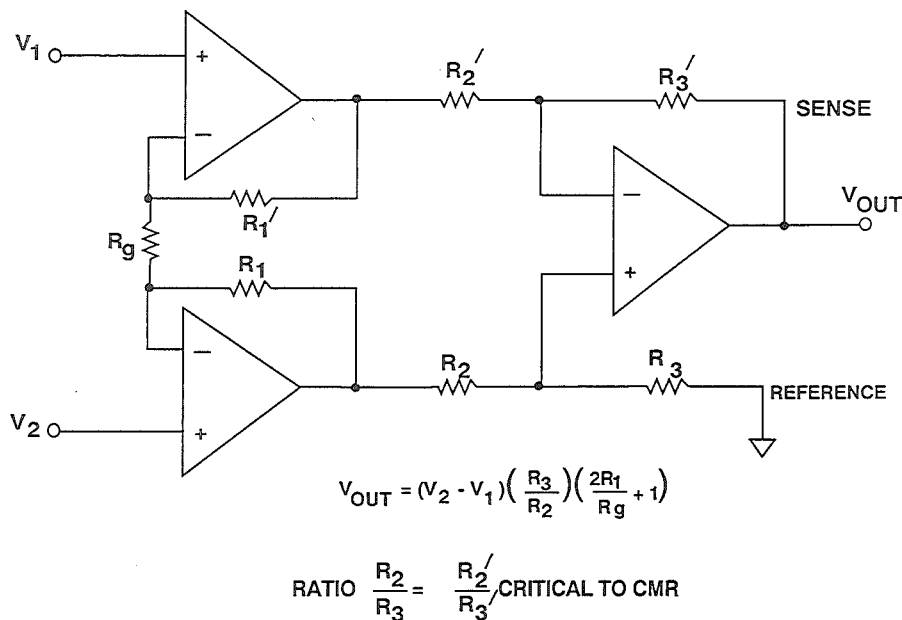 V1
+
−
R2′
R3′
SENSE
R1′
Rg
R1
−
+
VOUT
−
+
V2
R2
R3
REFERENCE
VOUT = (V2 - V1)(R3/R2)(2R1/Rg + 1)
RATIO R2/R3 = R2′/R3′ CRITICAL TO CMR